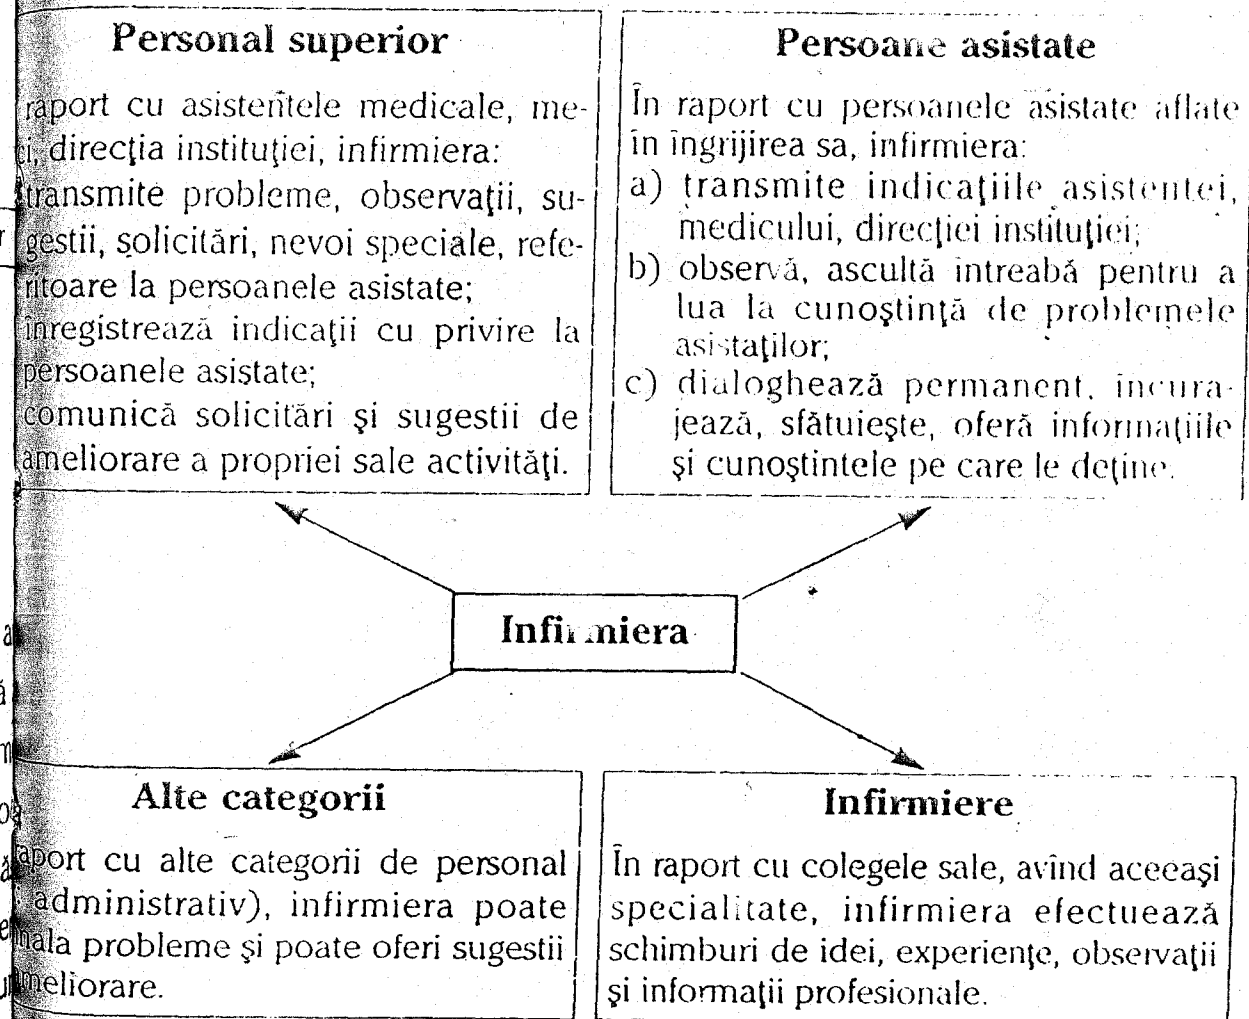 Personal superior
raport cu asistentele medicale, me-
direcţia instituţiei, infirmiera:
transmite probleme, observaţii, su-
gestii, solicitări, nevoi speciale, refe-
ritoare la persoanele asistate;
înregistrează indicaţii cu privire la
persoanele asistate;
comunică solicitări şi sugestii de
ameliorare a propriei sale activităţi.
Persoane asistate
În raport cu persoanele asistate aflate
în îngrijirea sa, infirmiera:
a) transmite indicaţiile asistentei,
medicului, direcţiei instituţiei;
b) observă, ascultă întreabă pentru a
lua la cunoştinţă de problemele
asistaţilor;
c) dialoghează permanent, încura-
jează, sfătuieşte, oferă informaţiile
şi cunoştintele pe care le deţine.
Infirmiera
Alte categorii
raport cu alte categorii de personal
administrativ), infirmiera poate
probleme şi poate oferi sugestii
ameliorare.
Infirmiere
În raport cu colegele sale, avînd aceeaşi
specialitate, infirmiera efectuează
schimburi de idei, experienţe, observaţii
şi informaţii profesionale.